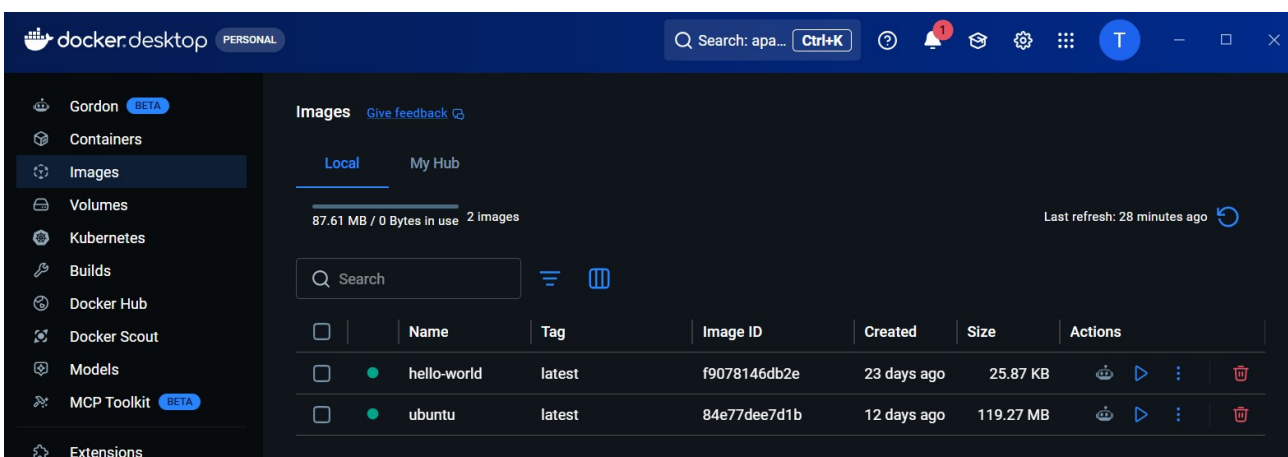 docker.desktop PERSONAL Search: apa... Ctrl+K ? 1 T
Gordon BETA
Containers
Images
Volumes
Kubernetes
Builds
Docker Hub
Docker Scout
Models
MCP Toolkit BETA
Extensions
Images Give feedback
Local My Hub
87.61 MB / 0 Bytes in use 2 images Last refresh: 28 minutes ago
Search
Name Tag Image ID Created Size Actions
hello-world latest f9078146db2e 23 days ago 25.87 KB
ubuntu latest 84e77dee7d1b 12 days ago 119.27 MB